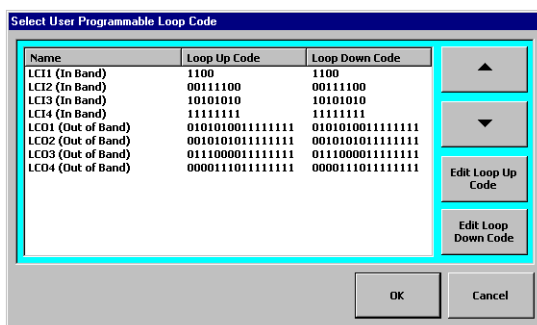 Select User Programmable Loop Code
Name Loop Up Code Loop Down Code
LCI1 (In Band) 1100 1100
LCI2 (In Band) 00111100 00111100
LCI3 (In Band) 10101010 10101010
LCI4 (In Band) 11111111 11111111
LCO1 (Out of Band) 0101010011111111 0101010011111111
LCO2 (Out of Band) 0010101011111111 0010101011111111
LCO3 (Out of Band) 0111000011111111 0111000011111111
LCO4 (Out of Band) 0000111011111111 0000111011111111
Edit Loop Up
Code
Edit Loop
Down Code
OK Cancel